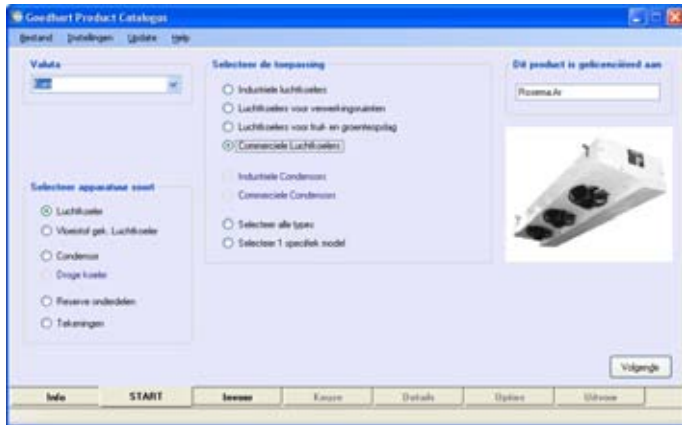 Goedhart Product Catalogus
Bestand Instellingen Update Help
Valuta
Euro
Selecteer apparatuur soort
Luchtkoeler
Vloeistof gek. Luchtkoeler
Condensor
Droge koeler
Reserve onderdelen
Tekeningen
Selecteer de toepassing
Industriele luchtkoelers
Luchtkoelers voor verwerkingsruimten
Luchtkoelers voor fruit- en groenteopslag
Commerciele Luchtkoelers
Industriele Condensors
Commerciele Condensors
Selecteer alle types
Selecteer 1 specifiek model
Dit product is gelicenciëerd aan
Rosema.Ar
Volgende
Info START Invoer Keuze Details Opties Uitvoer